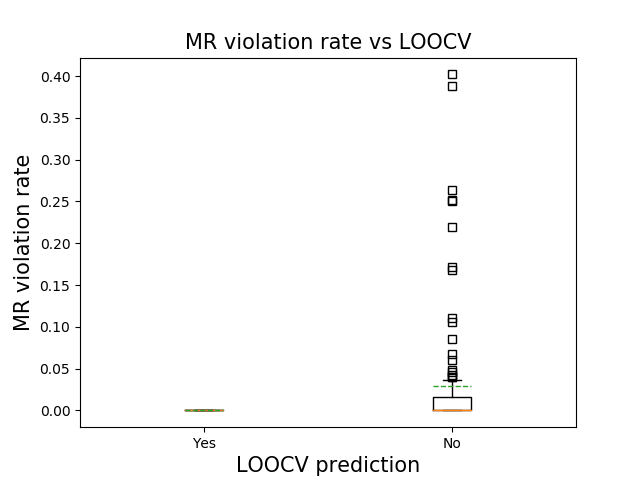 MR violation rate vs LOOCV
MR violation rate
0.40
0.35
0.30
0.25
0.20
0.15
0.10
0.05
0.00
Yes
No
LOOCV prediction